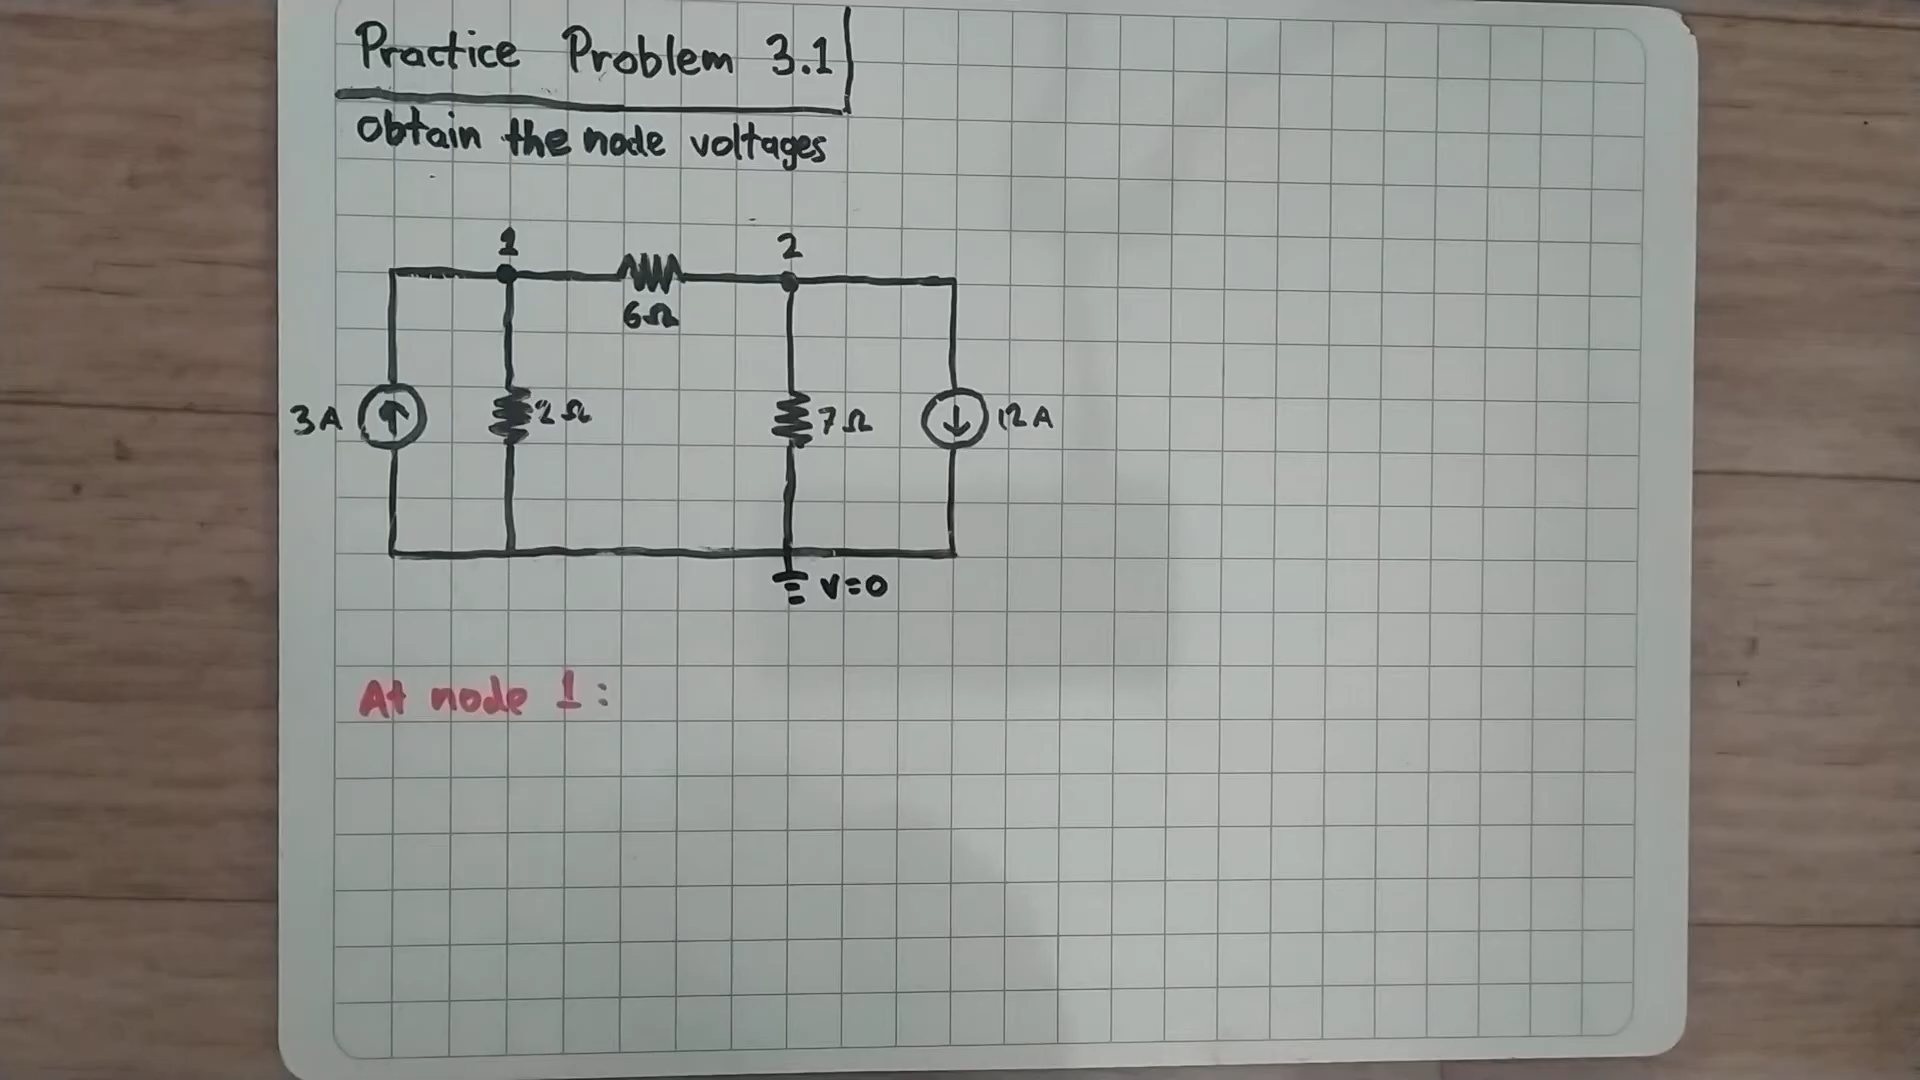 Practice Problem 3.1
obtain the node voltages
1
2
6Ω
3A
2Ω
7Ω
12A
v=0
At node 1: